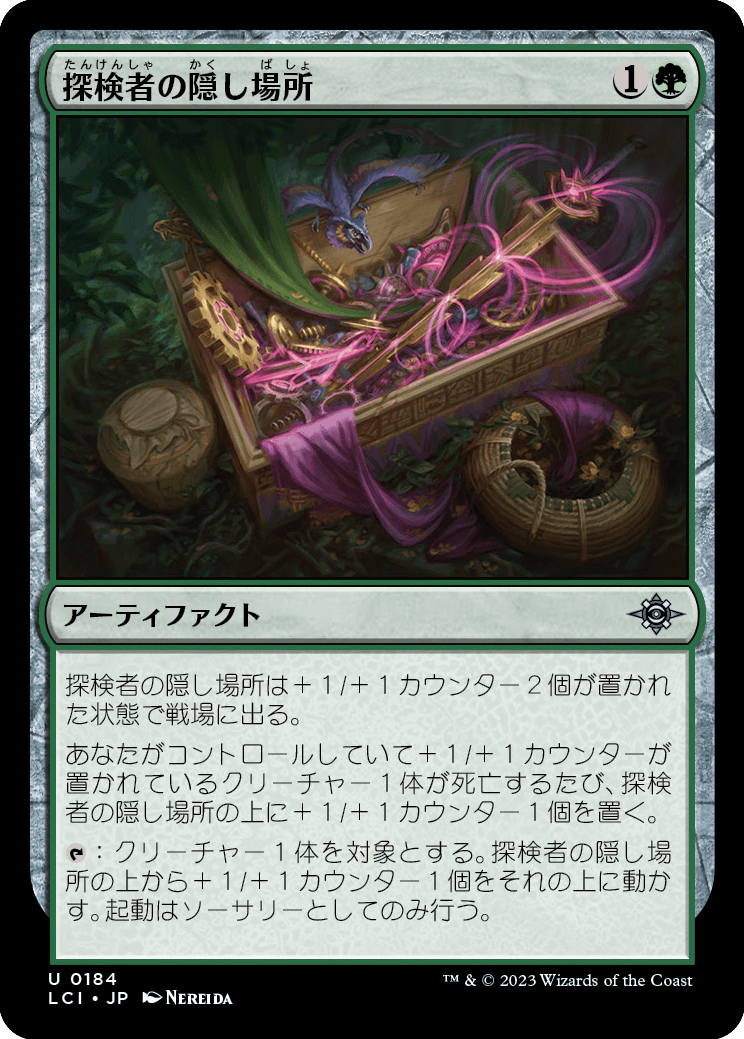 たんけんしゃ かく ばしょ
探検者の隠し場所 1
アーティファクト
探検者の隠し場所は＋１/＋１カウンター２個が置かれ
た状態で戦場に出る。
あなたがコントロールしていて＋１/＋１カウンターが
置かれているクリーチャー１体が死亡するたび、探検
者の隠し場所の上に＋１/＋１カウンター１個を置く。
：クリーチャー１体を対象とする。探検者の隠し場
所の上から＋１/＋１カウンター１個をそれの上に動か
す。起動はソーサリーとしてのみ行う。
U 0184
LCI • JP NEREIDA
™ & © 2023 Wizards of the Coast